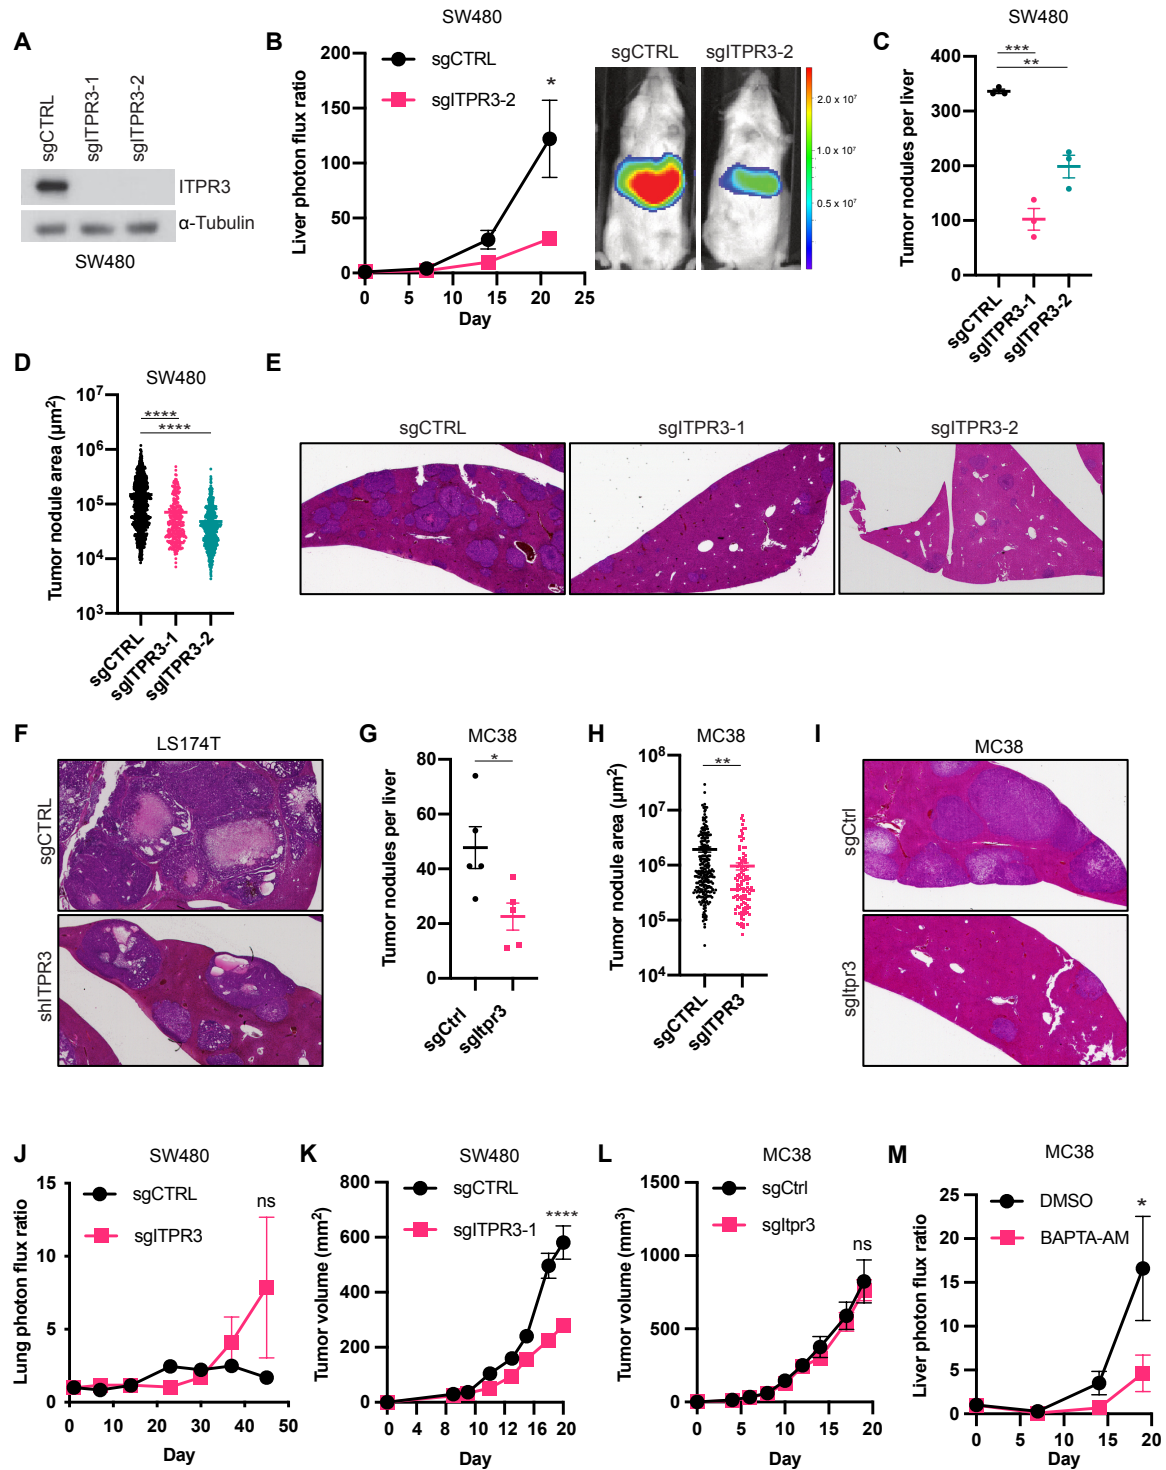 A
sgCTRL
sgITPR3-1
sgITPR3-2
ITPR3
α-Tubulin
SW480
B
SW480
sgCTRL
sgITPR3-2
*
Liver photon flux ratio
200
150
100
50
0
0 5 10 15 20 25
Day
sgCTRL sgITPR3-2
2.0 x 10⁷
1.0 x 10⁷
0.5 x 10⁷
C
SW480
***
**
Tumor nodules per liver
400
300
200
100
0
sgCTRL
sgITPR3-1
sgITPR3-2
D
SW480
****
****
Tumor nodule area (μm²)
10⁷
10⁶
10⁵
10⁴
10³
sgCTRL
sgITPR3-1
sgITPR3-2
E
sgCTRL sgITPR3-1 sgITPR3-2
F
LS174T
sgCTRL
shITPR3
G
MC38
*
Tumor nodules per liver
80
60
40
20
0
sgCtrl
sgItpr3
H
MC38
**
Tumor nodule area (μm²)
10⁸
10⁷
10⁶
10⁵
10⁴
sgCTRL
sgITPR3
I
MC38
sgCtrl
sgItpr3
J
SW480
sgCTRL
sgITPR3
ns
Lung photon flux ratio
15
10
5
0
0 10 20 30 40 50
Day
K
SW480
sgCTRL
sgITPR3-1
****
Tumor volume (mm²)
800
600
400
200
0
0 4 8 12 16 20
Day
L
MC38
sgCtrl
sgItpr3
ns
Tumor volume (mm³)
1500
1000
500
0
0 5 10 15 20
Day
M
MC38
DMSO
BAPTA-AM
*
Liver photon flux ratio
25
20
15
10
5
0
0 5 10 15 20
Day